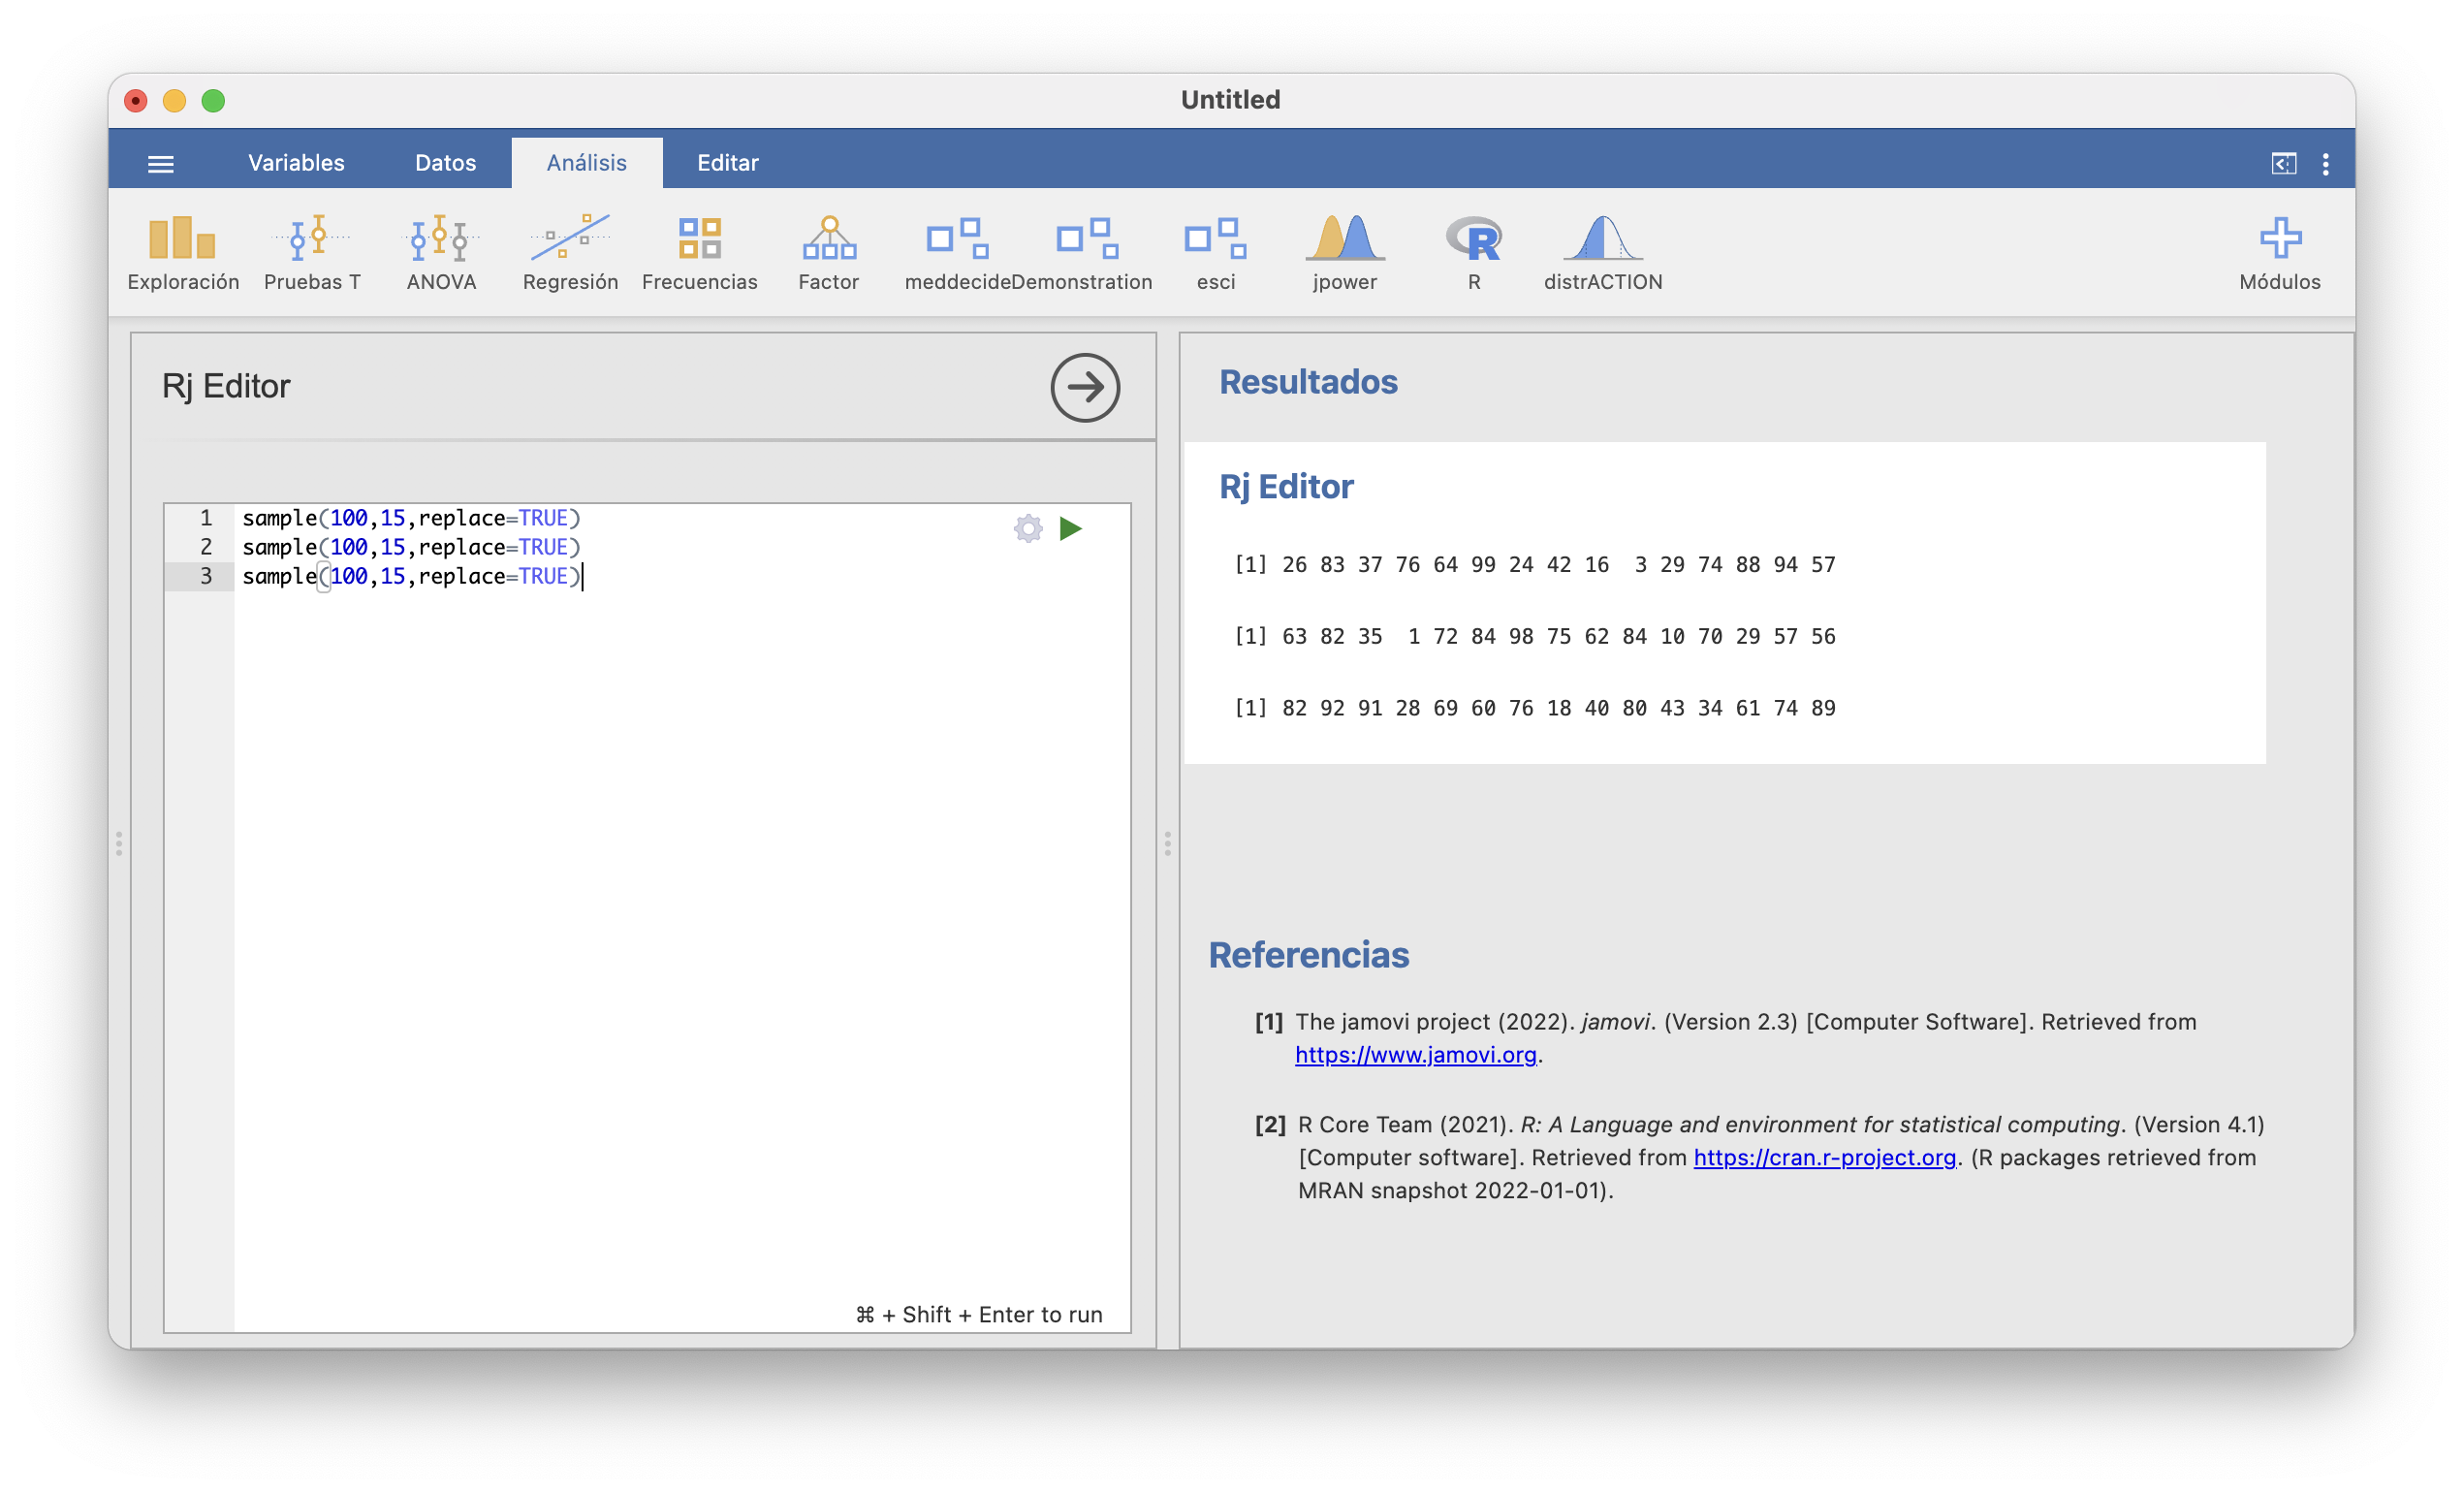 Untitled
Variables Datos Análisis Editar
Exploración Pruebas T ANOVA Regresión Frecuencias Factor meddecide Demonstration esci jpower R distrACTION Módulos
Rj Editor
1 sample(100,15,replace=TRUE)
2 sample(100,15,replace=TRUE)
3 sample(100,15,replace=TRUE)
⌘ + Shift + Enter to run
Resultados
Rj Editor
[1] 26 83 37 76 64 99 24 42 16  3 29 74 88 94 57
[1] 63 82 35  1 72 84 98 75 62 84 10 70 29 57 56
[1] 82 92 91 28 69 60 76 18 40 80 43 34 61 74 89
Referencias
[1] The jamovi project (2022). jamovi. (Version 2.3) [Computer Software]. Retrieved from
https://www.jamovi.org.
[2] R Core Team (2021). R: A Language and environment for statistical computing. (Version 4.1)
[Computer software]. Retrieved from https://cran.r-project.org. (R packages retrieved from
MRAN snapshot 2022-01-01).